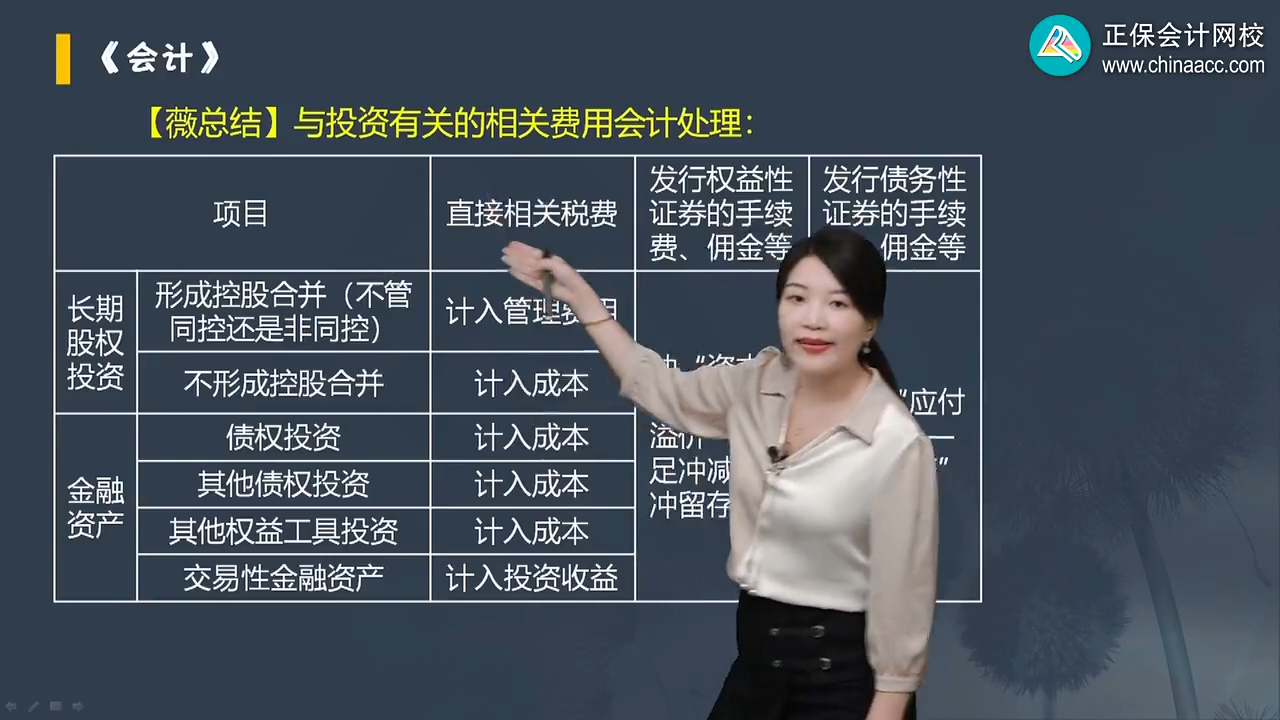 《会计》
正保会计网校
www.chinaacc.com
【薇总结】与投资有关的相关费用会计处理：
项目
直接相关税费
发行权益性
证券的手续
费、佣金等
发行债务性
证券的手续
佣金等
长期
股权
投资
形成控股合并（不管
同控还是非同控）
计入管理费用
不形成控股合并
计入成本
金融
资产
债权投资
计入成本
其他债权投资
计入成本
其他权益工具投资
计入成本
交易性金融资产
计入投资收益
溢价
足冲减
冲留存
“应付